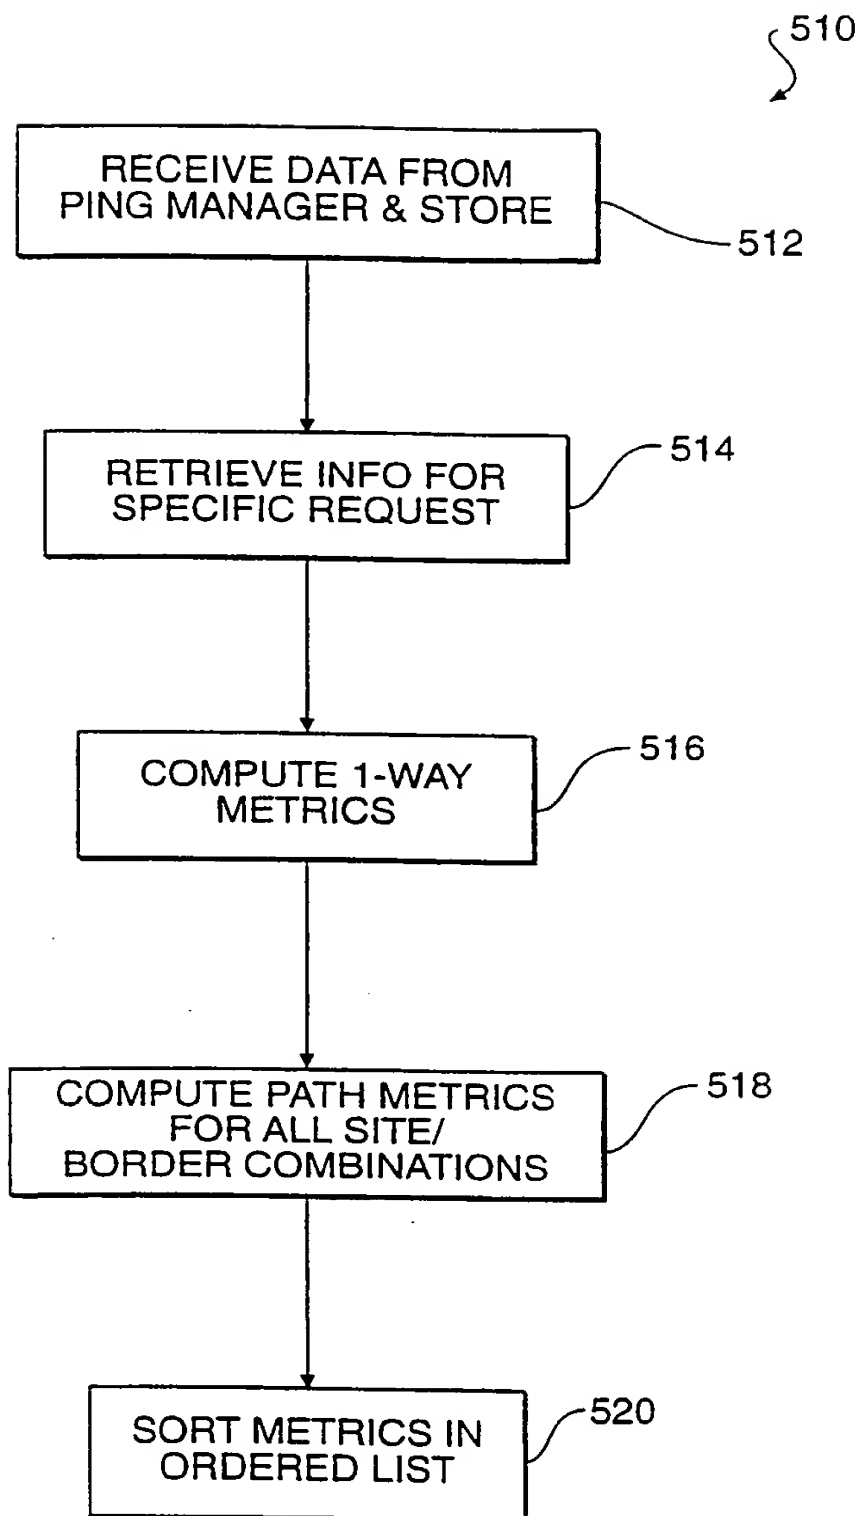 510
RECEIVE DATA FROM
PING MANAGER & STORE
512
RETRIEVE INFO FOR
SPECIFIC REQUEST
514
COMPUTE 1-WAY
METRICS
516
COMPUTE PATH METRICS
FOR ALL SITE/
BORDER COMBINATIONS
518
SORT METRICS IN
ORDERED LIST
520